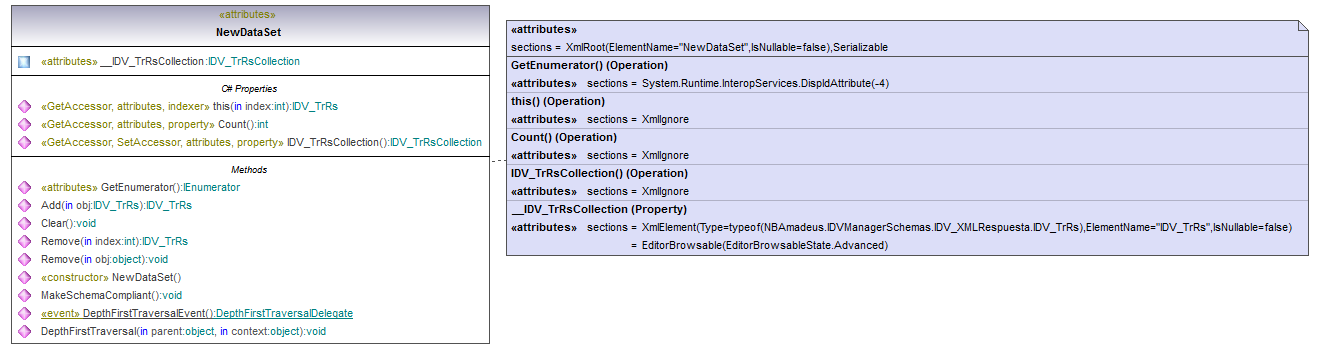 «attributes»
NewDataSet
«attributes» __IDV_TrRsCollection:IDV_TrRsCollection
C# Properties
«GetAccessor, attributes, indexer» this(in index:int):IDV_TrRs
«GetAccessor, attributes, property» Count():int
«GetAccessor, SetAccessor, attributes, property» IDV_TrRsCollection():IDV_TrRsCollection
Methods
«attributes» GetEnumerator():IEnumerator
Add(in obj:IDV_TrRs):IDV_TrRs
Clear():void
Remove(in index:int):IDV_TrRs
Remove(in obj:object):void
«constructor» NewDataSet()
MakeSchemaCompliant():void
«event» DepthFirstTraversalEvent():DepthFirstTraversalDelegate
DepthFirstTraversal(in parent:object, in context:object):void
«attributes»
sections = XmlRoot(ElementName="NewDataSet",IsNullable=false),Serializable
GetEnumerator() (Operation)
«attributes» sections = System.Runtime.InteropServices.DispIdAttribute(-4)
this() (Operation)
«attributes» sections = XmlIgnore
Count() (Operation)
«attributes» sections = XmlIgnore
IDV_TrRsCollection() (Operation)
«attributes» sections = XmlIgnore
__IDV_TrRsCollection (Property)
«attributes» sections = XmlElement(Type=typeof(NBAmadeus.IDVManagerSchemas.IDV_XMLRespuesta.IDV_TrRs),ElementName="IDV_TrRs",IsNullable=false)
= EditorBrowsable(EditorBrowsableState.Advanced)